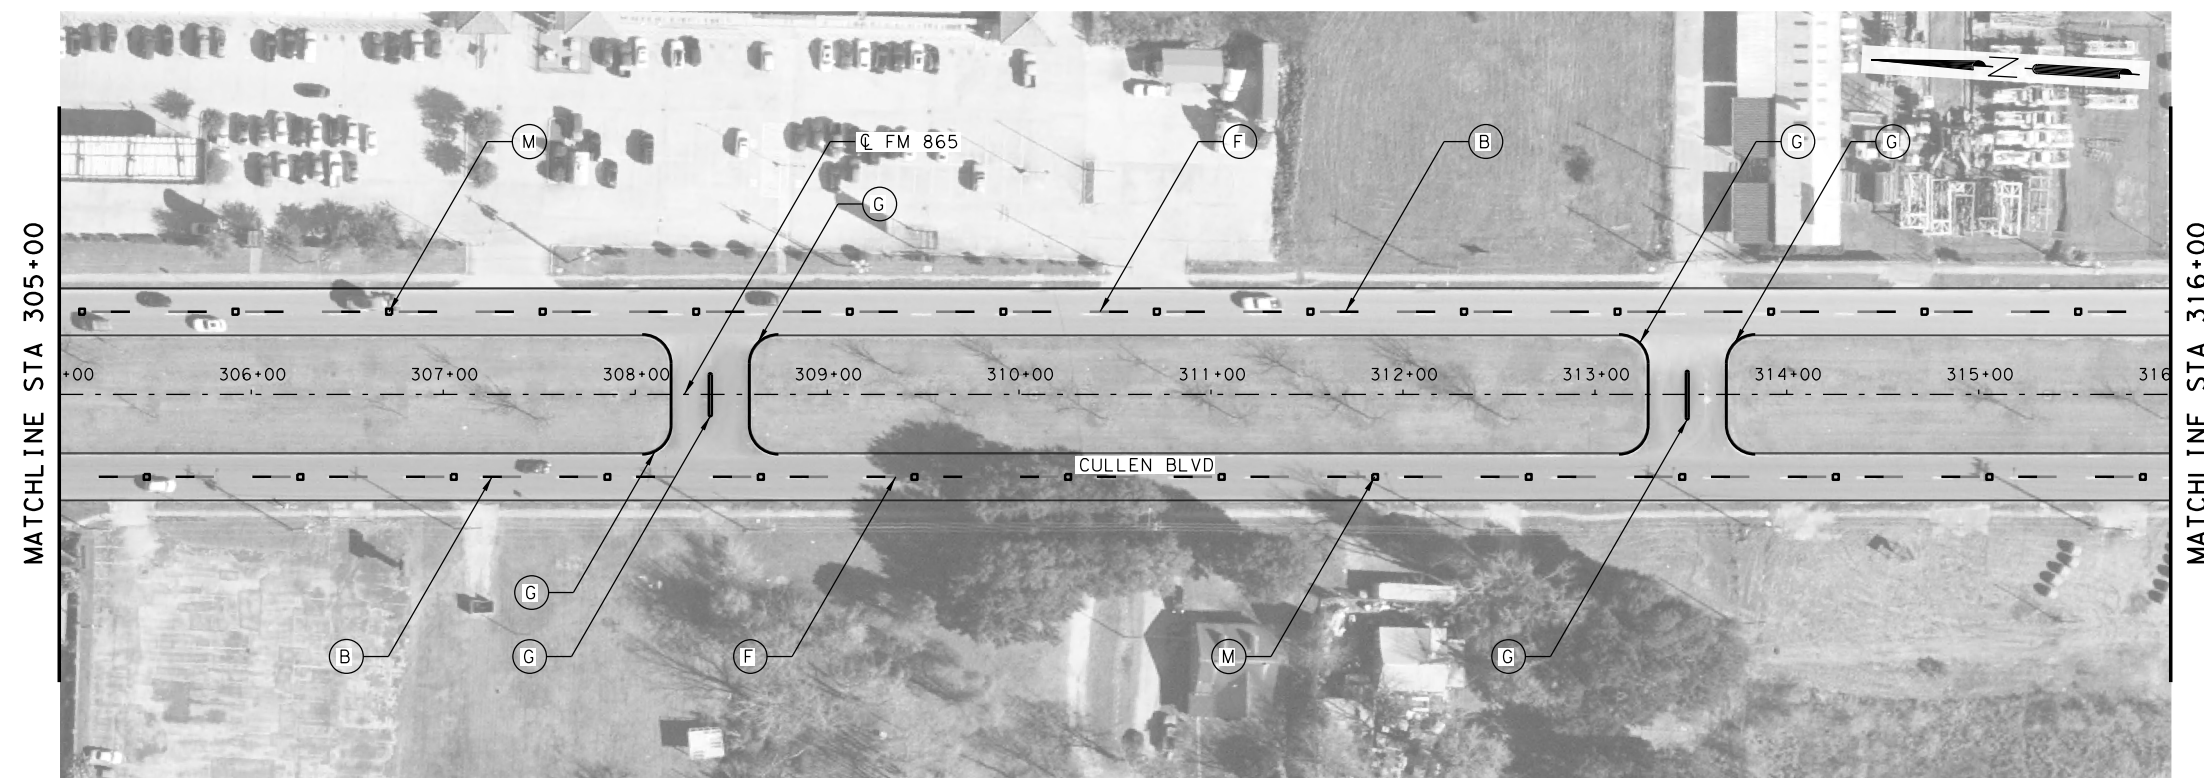 MATCHLINE STA 305+00
N
M
℄ FM 865
F
B
G
G
G
+00
306+00
307+00
308+00
309+00
310+00
311+00
312+00
313+00
314+00
315+00
316
CULLEN BLVD
G
B
G
F
M
G
MATCHLINE STA 316+00